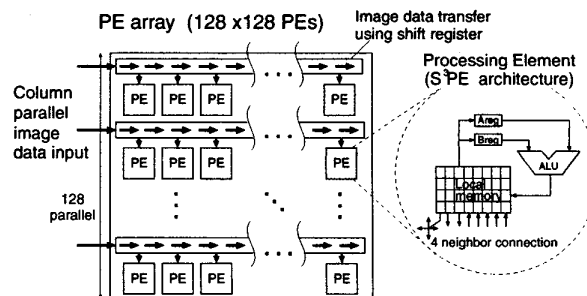 PE array (128 x128 PEs)
Image data transfer
using shift register
Processing Element
(S³PE architecture)
Column
parallel
image
data input
128
parallel
PE PE PE PE
PE PE PE PE
PE PE PE PE
Areg
Breg
ALU
Local
memory
4 neighbor connection